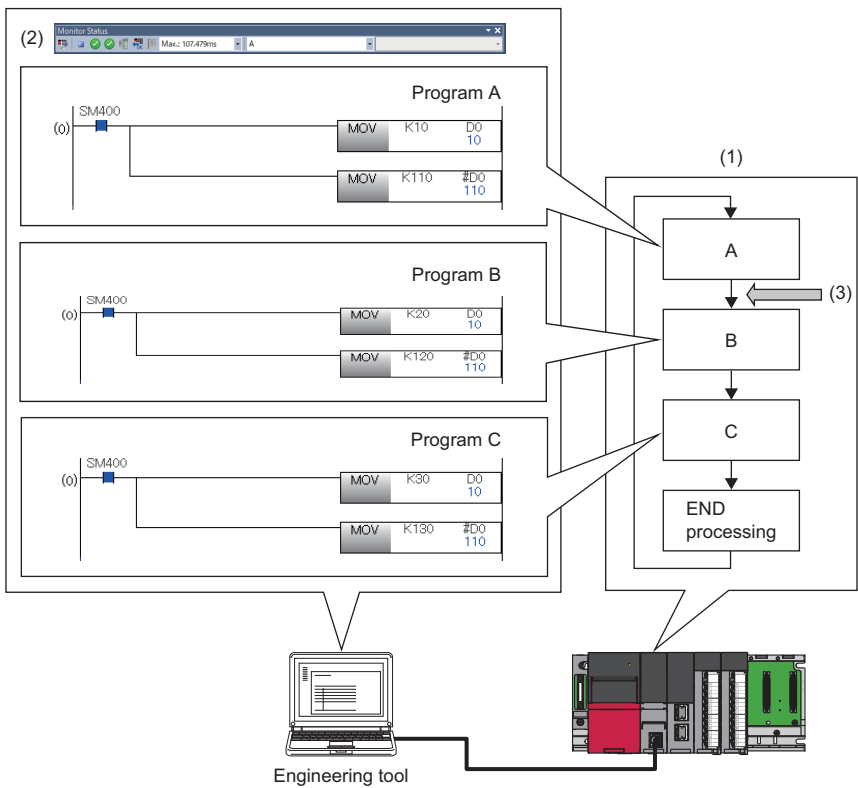 (2)
Monitor Status
Max.: 107.479ms A
Program A
SM400
(0)
MOV K10 D0
10
MOV K110 #D0
110
Program B
SM400
(0)
MOV K20 D0
10
MOV K120 #D0
110
Program C
SM400
(0)
MOV K30 D0
10
MOV K130 #D0
110
(1)
A
(3)
B
C
END
processing
Engineering tool